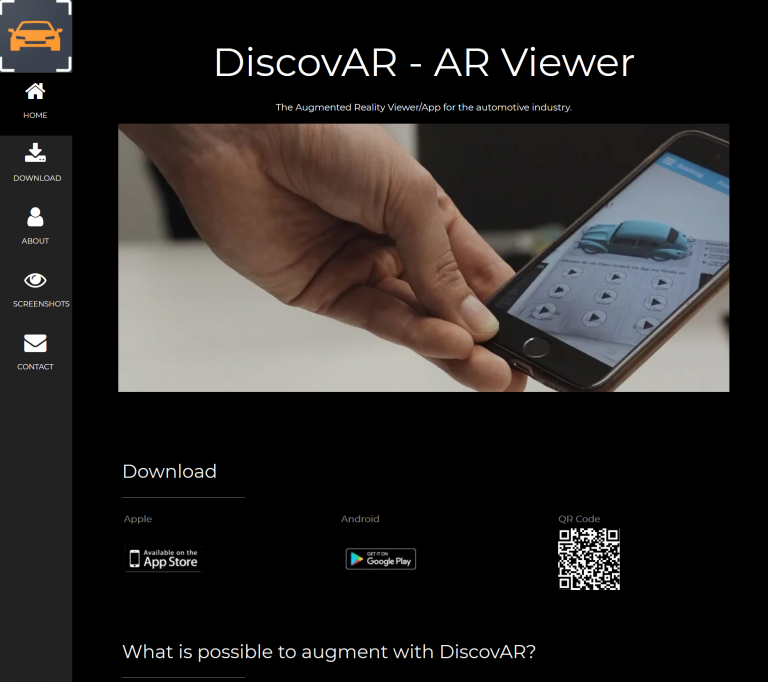 HOME
DOWNLOAD
ABOUT
SCREENSHOTS
CONTACT
DiscovAR - AR Viewer
The Augmented Reality Viewer/App for the automotive industry.
Download
Apple
Available on the
App Store
Android
GET IT ON
Google Play
QR Code
What is possible to augment with DiscovAR?